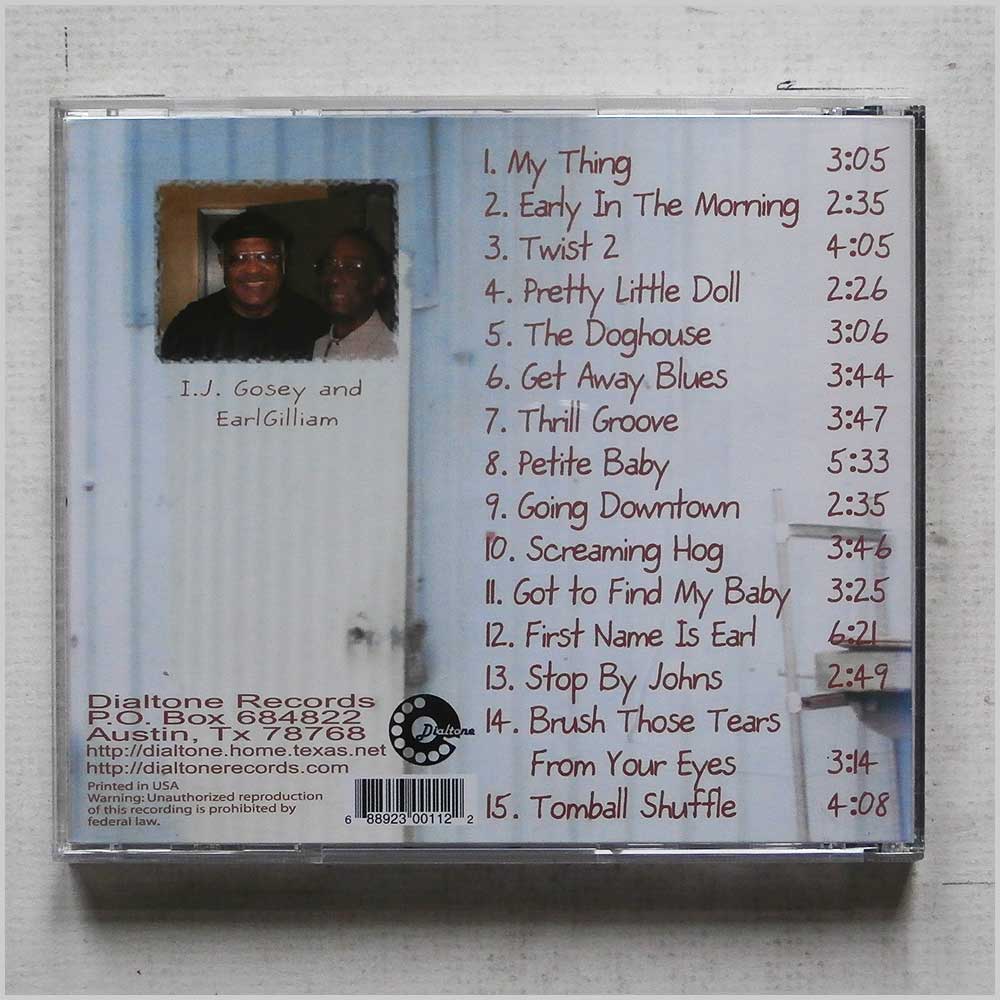 1. My Thing 3:05
2. Early In The Morning 2:35
3. Twist 2 4:05
4. Pretty Little Doll 2:26
5. The Doghouse 3:06
6. Get Away Blues 3:44
7. Thrill Groove 3:47
8. Petite Baby 5:33
9. Going Downtown 2:35
10. Screaming Hog 3:46
11. Got to Find My Baby 3:25
12. First Name Is Earl 6:21
13. Stop By Johns 2:49
14. Brush Those Tears
From Your Eyes 3:14
15. Tomball Shuffle 4:08
I.J. Gosey and
EarlGilliam
Dialtone Records
P.O. Box 684822
Austin, Tx 78768
http://dialtone.home.texas.net
http://dialtonerecords.com
Printed in USA
Warning: Unauthorized reproduction
of this recording is prohibited by
federal law.
Dialtone
6 88923 00112 2